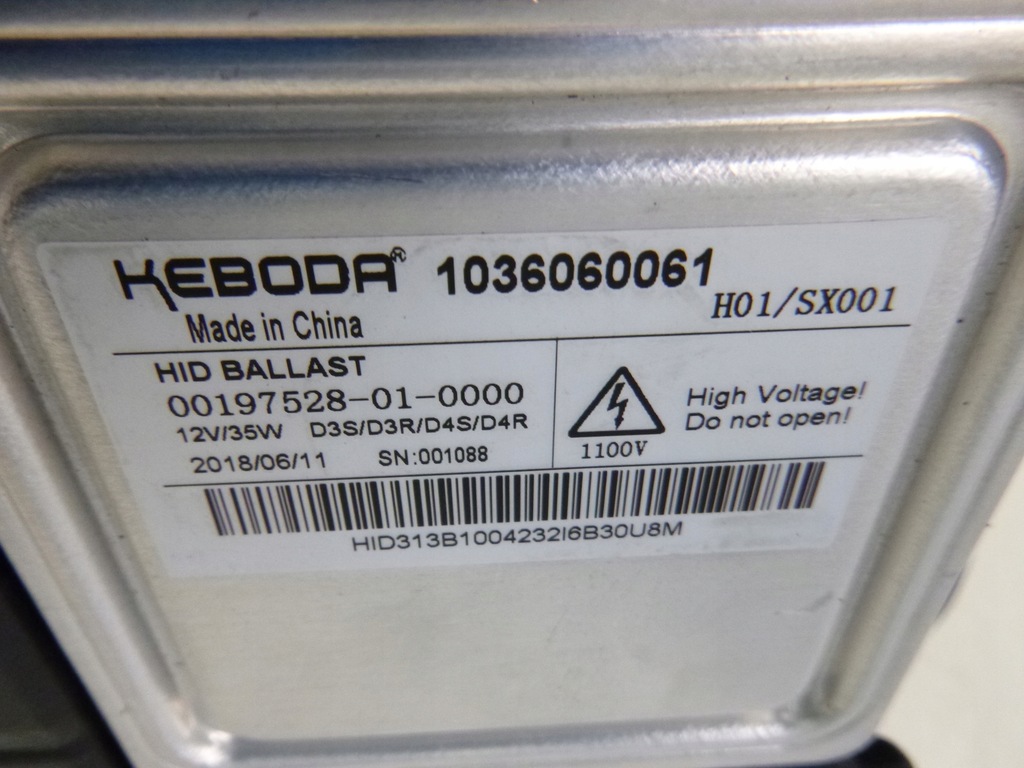 KEBODA® 1036060061
H01/SX001
Made in China
HID BALLAST
00197528-01-0000
12V/35W D3S/D3R/D4S/D4R
2018/06/11 SN:001088
High Voltage!
Do not open!
1100V
HID313B1004232I6B30U8M